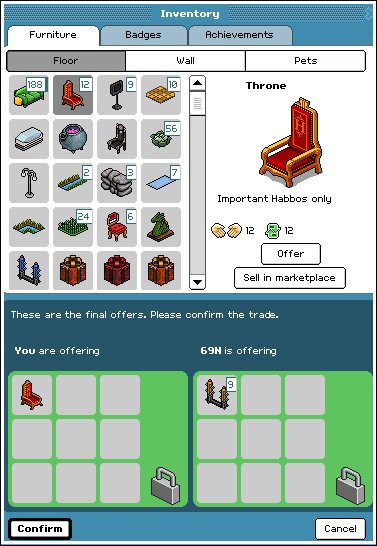 Inventory
Furniture
Badges
Achievements
Floor
Wall
Pets
188
12
9
10
Throne
56
2
3
7
Important Habbos only
24
6
12
12
Offer
Sell in marketplace
These are the final offers. Please confirm the trade.
You are offering
69N is offering
9
Confirm
Cancel